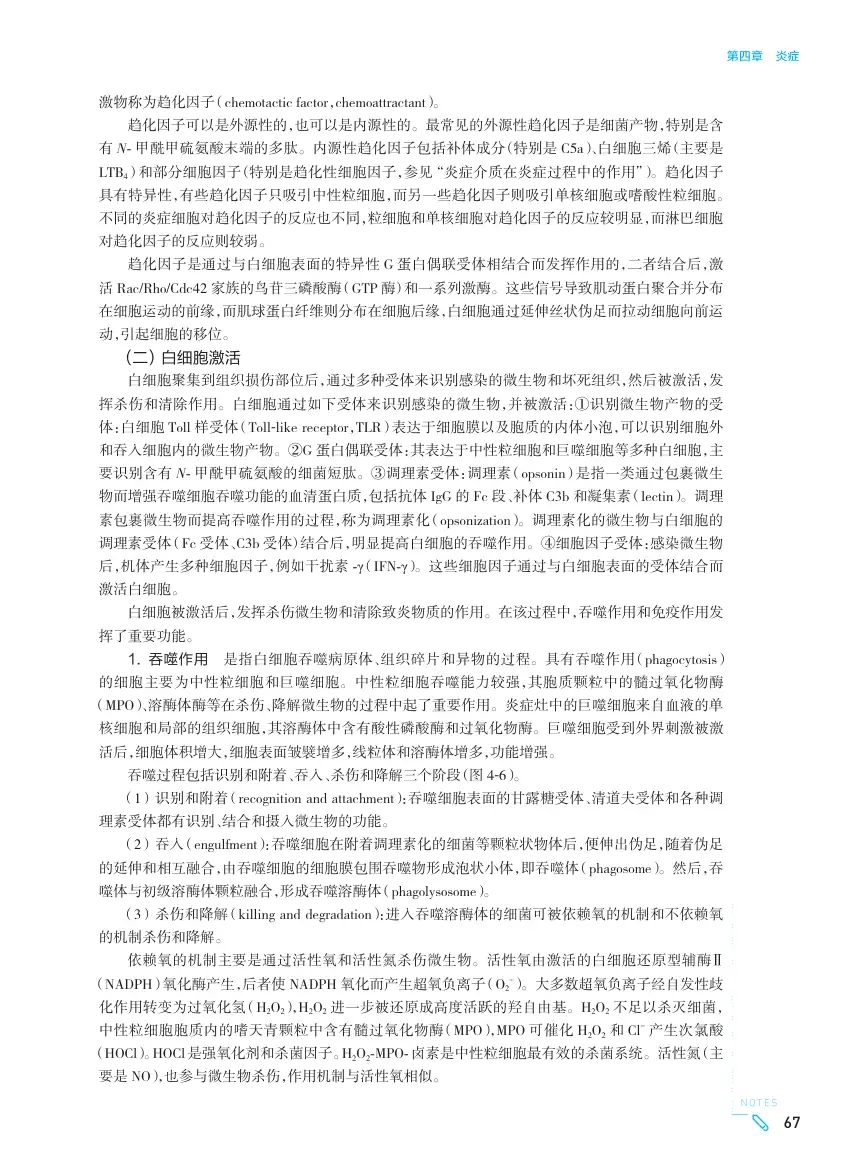 第四章 炎症
激物称为趋化因子(chemotactic factor,chemoattractant)。
趋化因子可以是外源性的,也可以是内源性的。最常见的外源性趋化因子是细菌产物,特别是含
有 N- 甲酰甲硫氨酸末端的多肽。内源性趋化因子包括补体成分(特别是 C5a)、白细胞三烯(主要是
LTB₄)和部分细胞因子(特别是趋化性细胞因子,参见“炎症介质在炎症过程中的作用”)。趋化因子
具有特异性,有些趋化因子只吸引中性粒细胞,而另一些趋化因子则吸引单核细胞或嗜酸性粒细胞。
不同的炎症细胞对趋化因子的反应也不同,粒细胞和单核细胞对趋化因子的反应较明显,而淋巴细胞
对趋化因子的反应则较弱。
趋化因子是通过与白细胞表面的特异性 G 蛋白偶联受体相结合而发挥作用的,二者结合后,激
活 Rac/Rho/Cdc42 家族的鸟苷三磷酸酶(GTP 酶)和一系列激酶。这些信号导致肌动蛋白聚合并分布
在细胞运动的前缘,而肌球蛋白纤维则分布在细胞后缘,白细胞通过延伸丝状伪足而拉动细胞向前运
动,引起细胞的移位。
(二)白细胞激活
白细胞聚集到组织损伤部位后,通过多种受体来识别感染的微生物和坏死组织,然后被激活,发
挥杀伤和清除作用。白细胞通过如下受体来识别感染的微生物,并被激活:①识别微生物产物的受
体:白细胞 Toll 样受体(Toll-like receptor,TLR)表达于细胞膜以及胞质的内体小泡,可以识别细胞外
和吞入细胞内的微生物产物。②G 蛋白偶联受体:其表达于中性粒细胞和巨噬细胞等多种白细胞,主
要识别含有 N- 甲酰甲硫氨酸的细菌短肽。③调理素受体:调理素(opsonin)是指一类通过包裹微生
物而增强吞噬细胞吞噬功能的血清蛋白质,包括抗体 IgG 的 Fc 段、补体 C3b 和凝集素(lectin)。调理
素包裹微生物而提高吞噬作用的过程,称为调理素化(opsonization)。调理素化的微生物与白细胞的
调理素受体(Fc 受体、C3b 受体)结合后,明显提高白细胞的吞噬作用。④细胞因子受体:感染微生物
后,机体产生多种细胞因子,例如干扰素 -γ(IFN-γ)。这些细胞因子通过与白细胞表面的受体结合而
激活白细胞。
白细胞被激活后,发挥杀伤微生物和清除致炎物质的作用。在该过程中,吞噬作用和免疫作用发
挥了重要功能。
1. 吞噬作用 是指白细胞吞噬病原体、组织碎片和异物的过程。具有吞噬作用(phagocytosis)
的细胞主要为中性粒细胞和巨噬细胞。中性粒细胞吞噬能力较强,其胞质颗粒中的髓过氧化物酶
(MPO)、溶酶体酶等在杀伤、降解微生物的过程中起了重要作用。炎症灶中的巨噬细胞来自血液的单
核细胞和局部的组织细胞,其溶酶体中含有酸性磷酸酶和过氧化物酶。巨噬细胞受到外界刺激被激
活后,细胞体积增大,细胞表面皱襞增多,线粒体和溶酶体增多,功能增强。
吞噬过程包括识别和附着、吞入、杀伤和降解三个阶段(图 4-6)。
(1)识别和附着(recognition and attachment):吞噬细胞表面的甘露糖受体、清道夫受体和各种调
理素受体都有识别、结合和摄入微生物的功能。
(2)吞入(engulfment):吞噬细胞在附着调理素化的细菌等颗粒状物体后,便伸出伪足,随着伪足
的延伸和相互融合,由吞噬细胞的细胞膜包围吞噬物形成泡状小体,即吞噬体(phagosome)。然后,吞
噬体与初级溶酶体颗粒融合,形成吞噬溶酶体(phagolysosome)。
(3)杀伤和降解(killing and degradation):进入吞噬溶酶体的细菌可被依赖氧的机制和不依赖氧
的机制杀伤和降解。
依赖氧的机制主要是通过活性氧和活性氮杀伤微生物。活性氧由激活的白细胞还原型辅酶Ⅱ
(NADPH)氧化酶产生,后者使 NADPH 氧化而产生超氧负离子(O₂⁻)。大多数超氧负离子经自发性歧
化作用转变为过氧化氢(H₂O₂),H₂O₂ 进一步被还原成高度活跃的羟自由基。H₂O₂ 不足以杀灭细菌,
中性粒细胞胞质内的嗜天青颗粒中含有髓过氧化物酶(MPO),MPO 可催化 H₂O₂ 和 Cl⁻ 产生次氯酸
(HOCl)。HOCl 是强氧化剂和杀菌因子。H₂O₂-MPO- 卤素是中性粒细胞最有效的杀菌系统。活性氮(主
要是 NO),也参与微生物杀伤,作用机制与活性氧相似。
NOTES
67